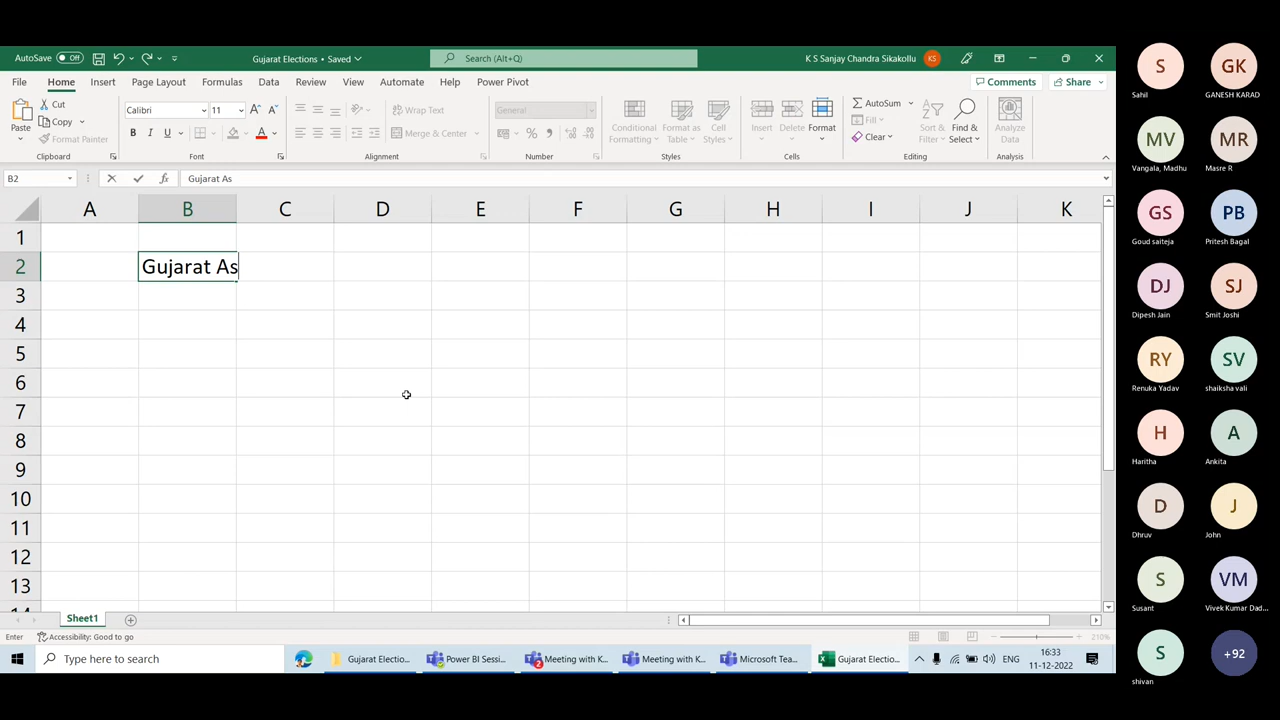 AutoSave Off
Gujarat Elections • Saved
Search (Alt+Q)
K S Sanjay Chandra Sikakollu KS
File Home Insert Page Layout Formulas Data Review View Automate Help Power Pivot
Comments Share
Paste
Cut
Copy
Format Painter
Clipboard
Calibri 11
B I U
Font
Wrap Text
Merge & Center
Alignment
General
Number
Conditional Formatting
Format as Table
Cell Styles
Styles
Insert Delete Format
Cells
AutoSum
Fill
Clear
Sort & Filter
Find & Select
Editing
Analyze Data
Analysis
B2 fx Gujarat As
A B C D E F G H I J K
1
2 Gujarat As
3
4
5
6
7
8
9
10
11
12
13
Sheet1
Enter Accessibility: Good to go 210%
Type here to search
Gujarat Electio...
Power BI Sessi...
2 Meeting with K...
Meeting with K...
Microsoft Tea...
Gujarat Electio...
ENG
16:33
11-12-2022
S GK
Sahil GANESH KARAD
MV MR
Vangala, Madhu Masre R
GS PB
Goud saiteja Pritesh Bagal
DJ SJ
Dipesh Jain Smit Joshi
RY SV
Renuka Yadav shaiksha vali
H A
Haritha Ankita
D J
Dhruv John
S VM
Susant Vivek Kumar Dad...
S +92
shivan